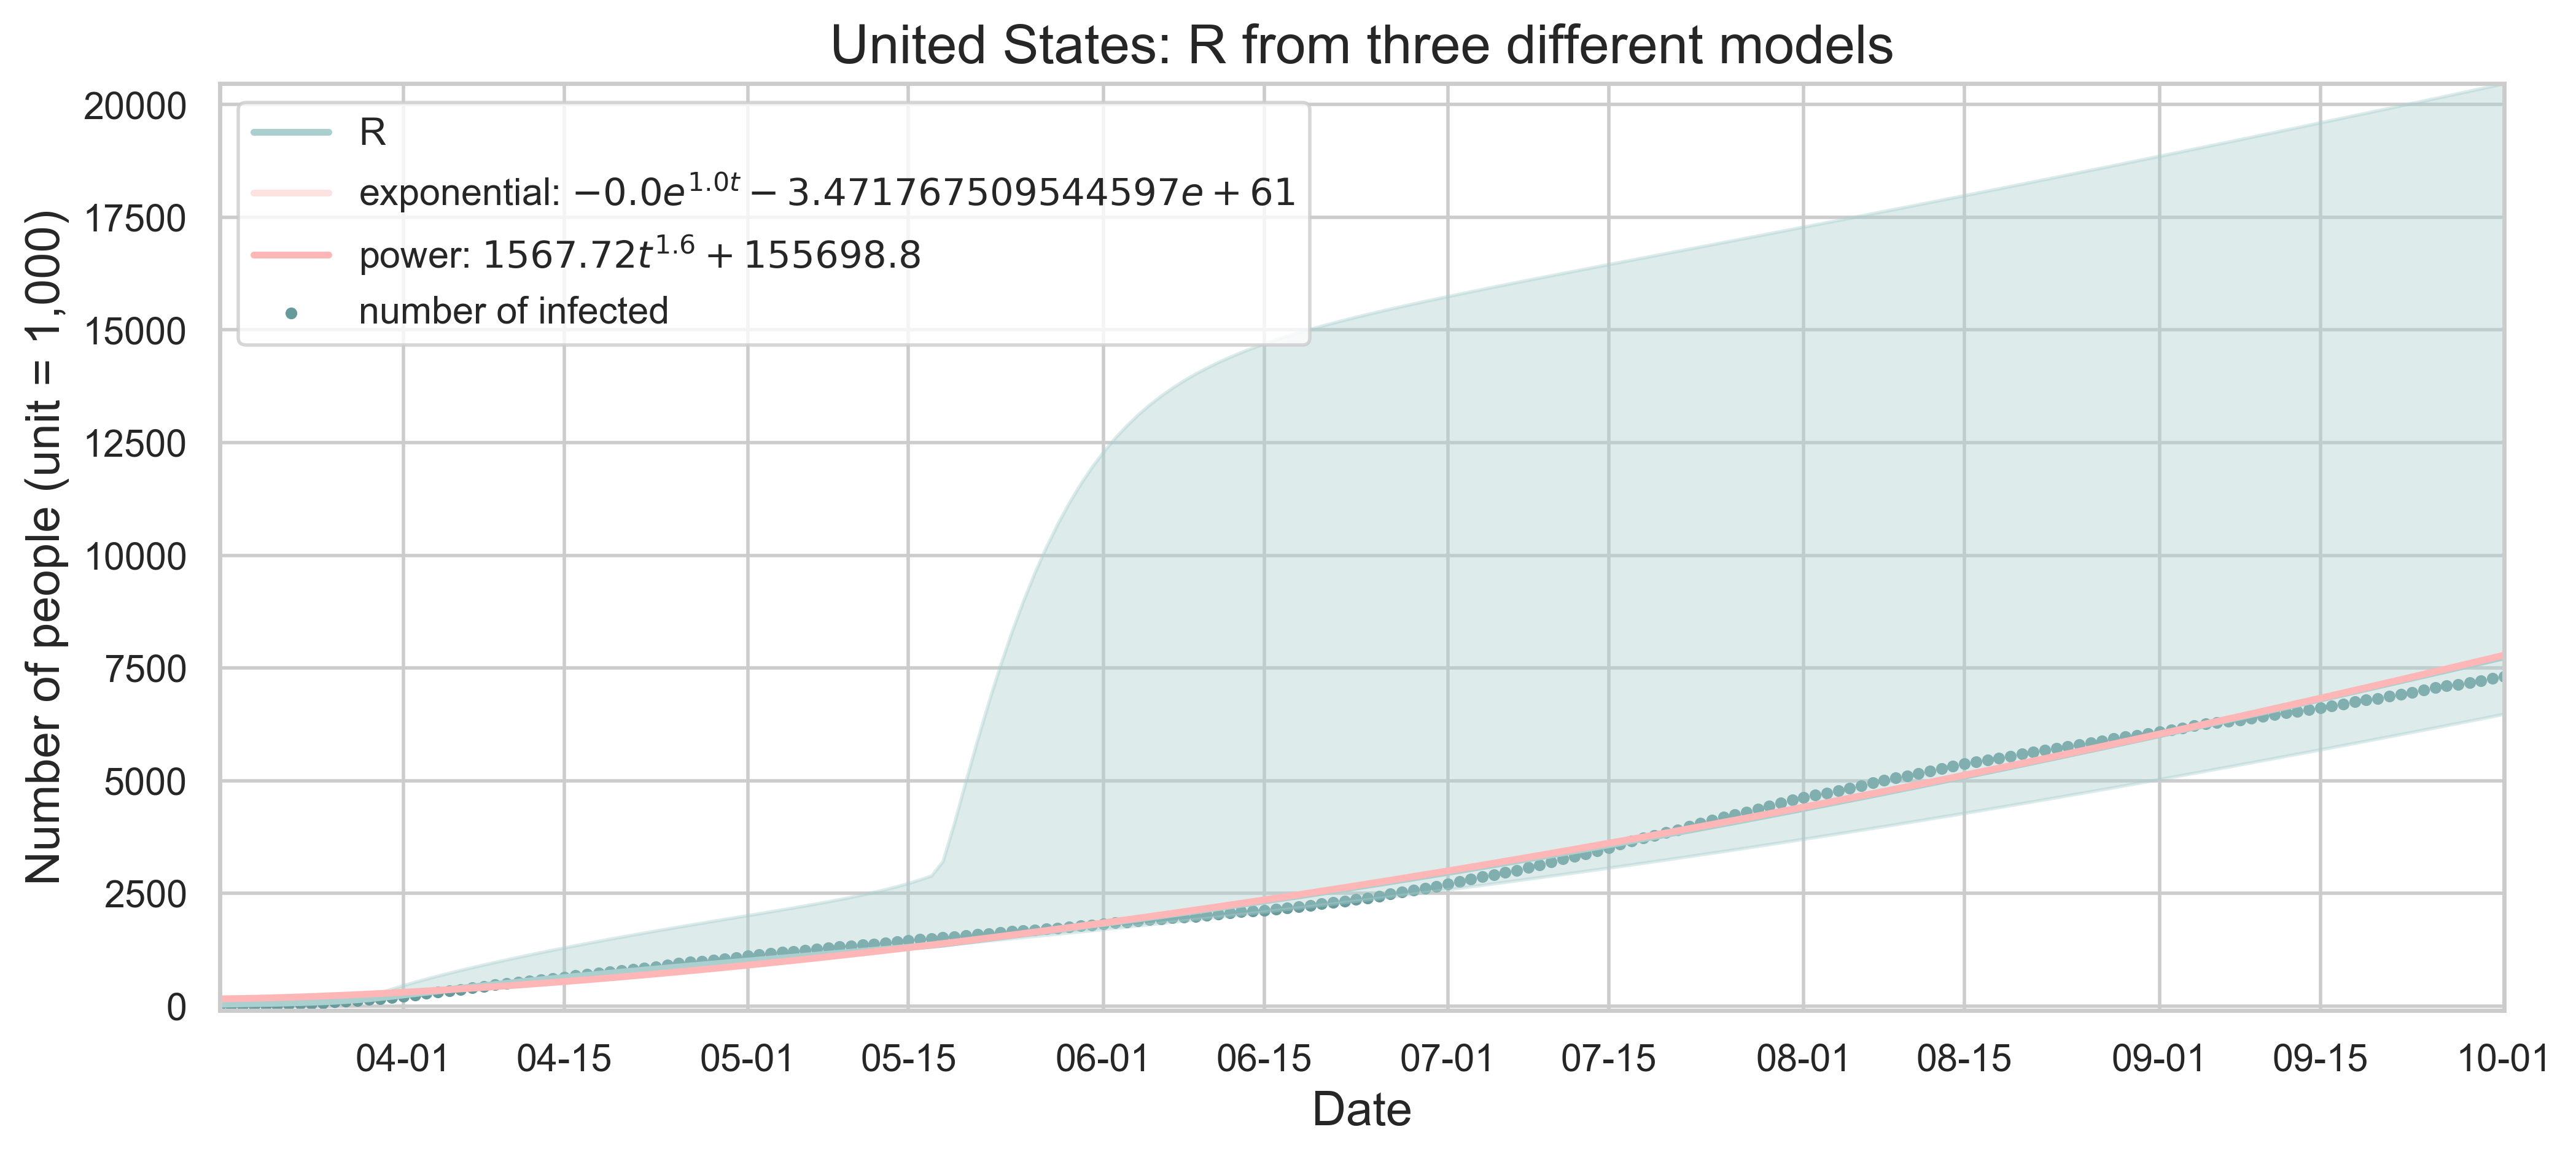 United States: R from three different models
Number of people (unit = 1,000)
20000
17500
15000
12500
10000
7500
5000
2500
0
R
exponential: −0.0e^{1.0t} − 3.4717675095445​97e + 61
power: 1567.72t^{1.6} + 155698.8
number of infected
04-01 04-15 05-01 05-15 06-01 06-15 07-01 07-15 08-01 08-15 09-01 09-15 10-01
Date